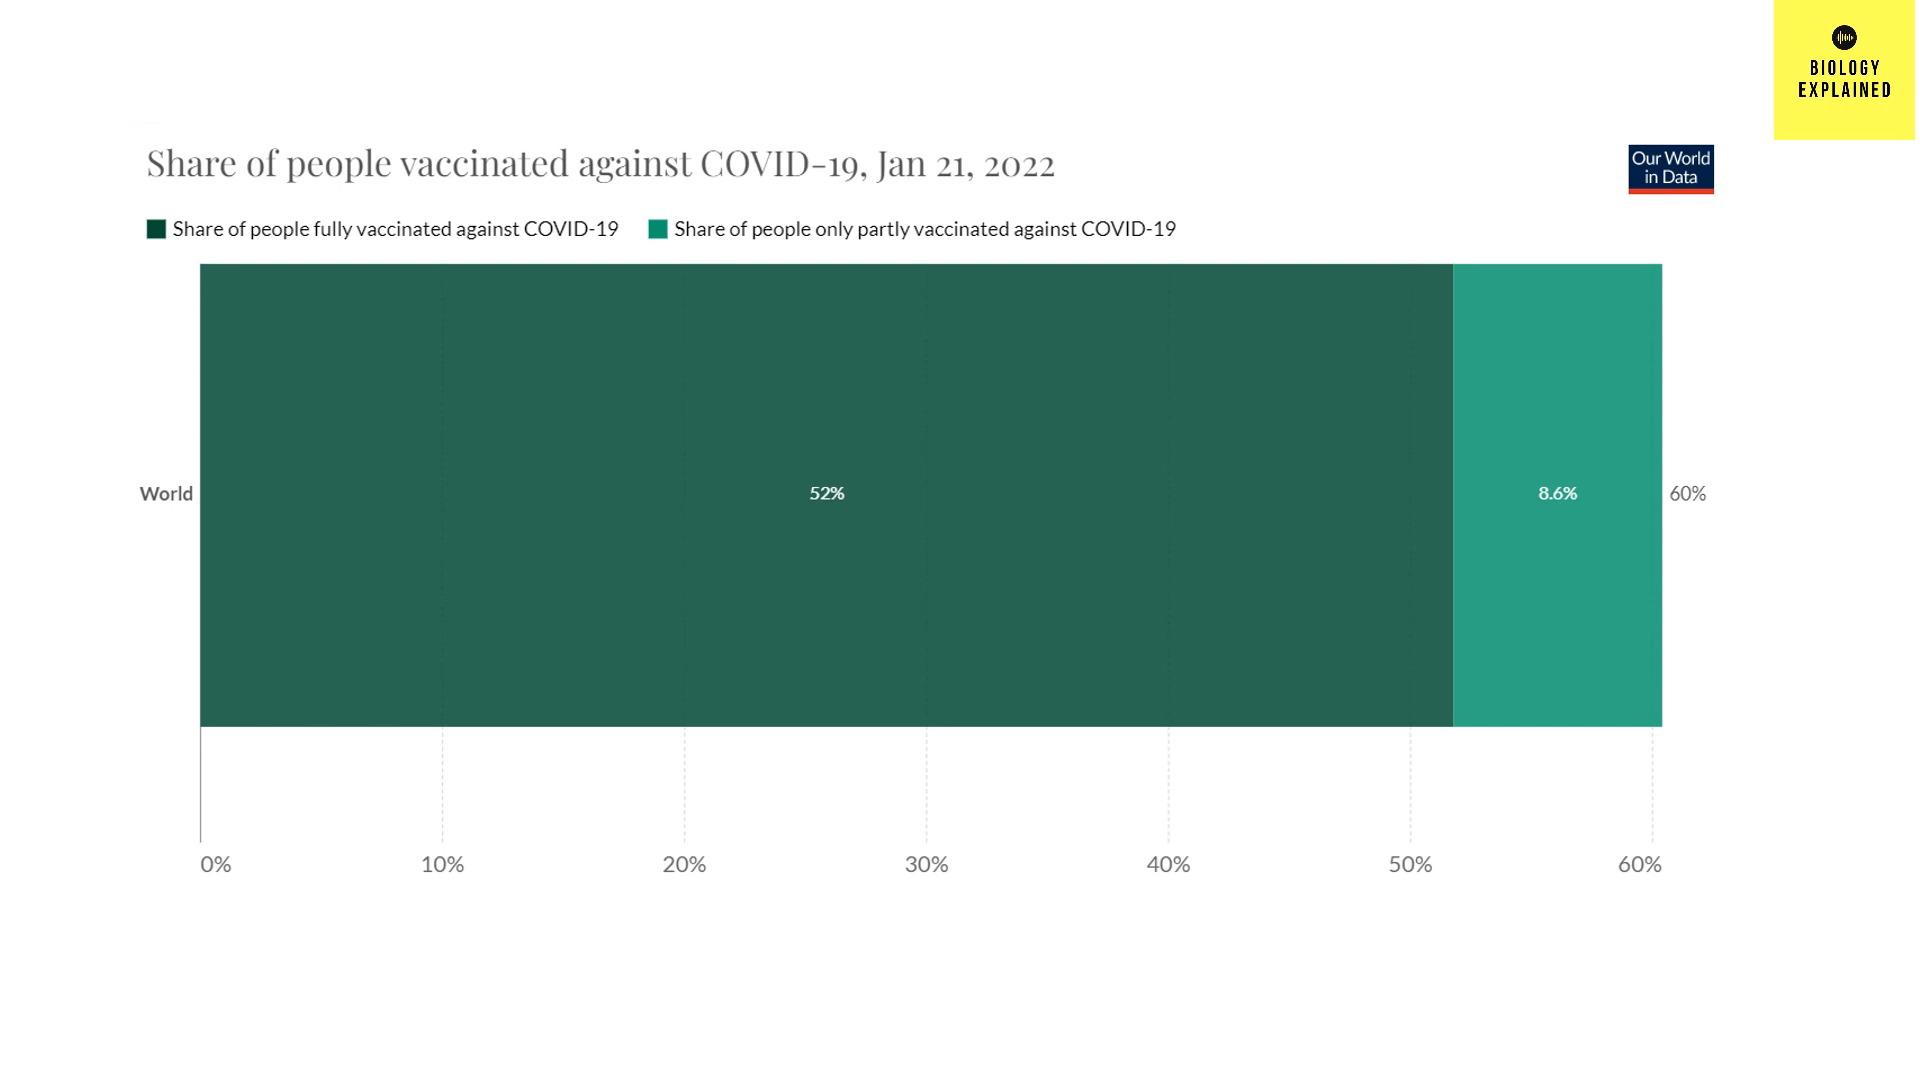 BIOLOGY
EXPLAINED
Share of people vaccinated against COVID-19, Jan 21, 2022
Our World
in Data
Share of people fully vaccinated against COVID-19 Share of people only partly vaccinated against COVID-19
World 52% 8.6% 60%
0% 10% 20% 30% 40% 50% 60%